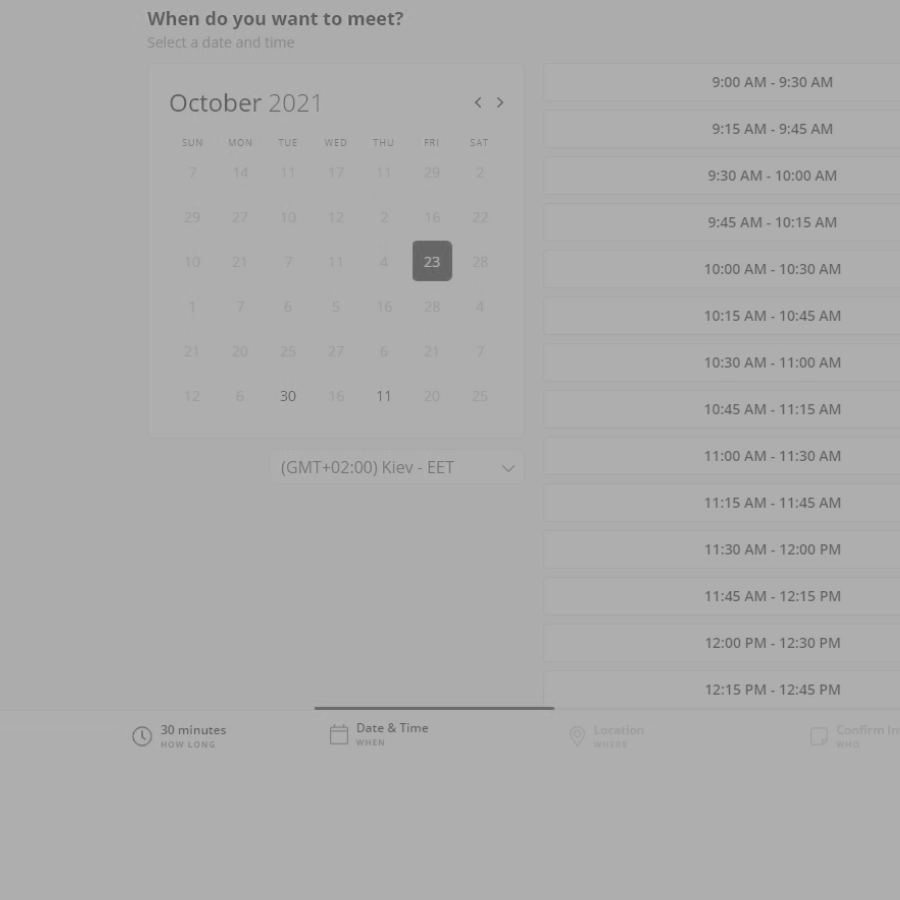 When do you want to meet?
Select a date and time
October 2021
SUN MON TUE WED THU FRI SAT
7 14 11 17 11 29 2
29 27 10 12 2 16 22
10 21 7 11 4 23 28
1 7 6 5 16 28 4
21 20 25 27 6 21 7
12 6 30 16 11 20 25
(GMT+02:00) Kiev - EET
9:00 AM - 9:30 AM
9:15 AM - 9:45 AM
9:30 AM - 10:00 AM
9:45 AM - 10:15 AM
10:00 AM - 10:30 AM
10:15 AM - 10:45 AM
10:30 AM - 11:00 AM
10:45 AM - 11:15 AM
11:00 AM - 11:30 AM
11:15 AM - 11:45 AM
11:30 AM - 12:00 PM
11:45 AM - 12:15 PM
12:00 PM - 12:30 PM
12:15 PM - 12:45 PM
30 minutes
HOW LONG
Date & Time
WHEN
Location
WHERE
Confirm
WHO